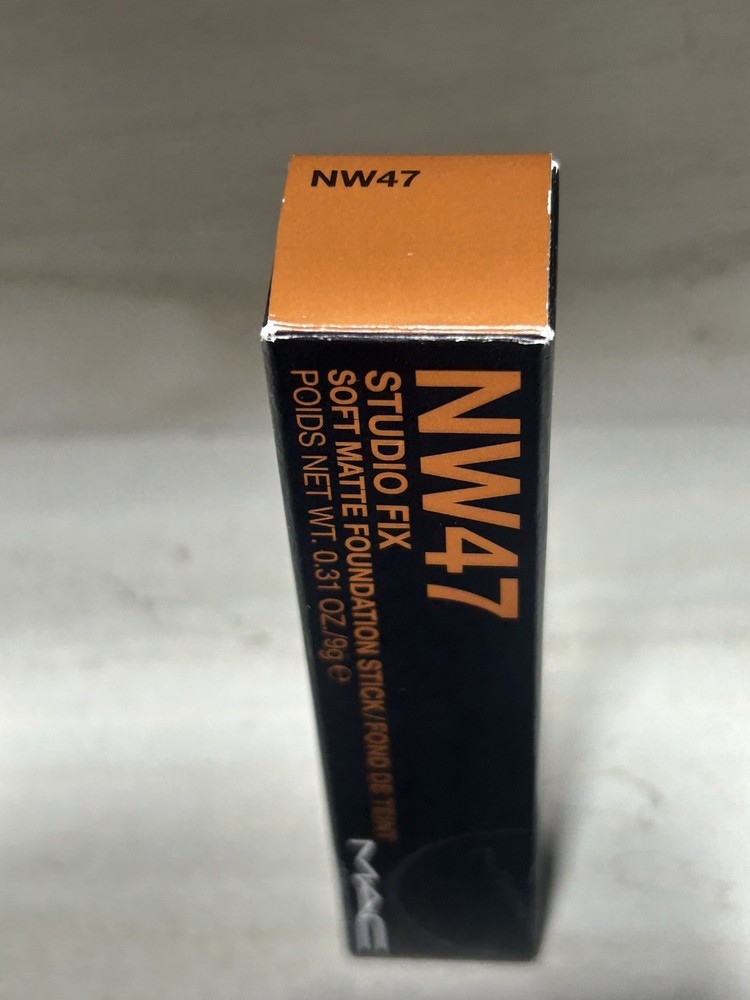 NW47
NW47
STUDIO FIX
SOFT MATTE FOUNDATION STICK/FOND DE TEINT
POIDS NET WT. 0.31 OZ./9g ℮
MAC